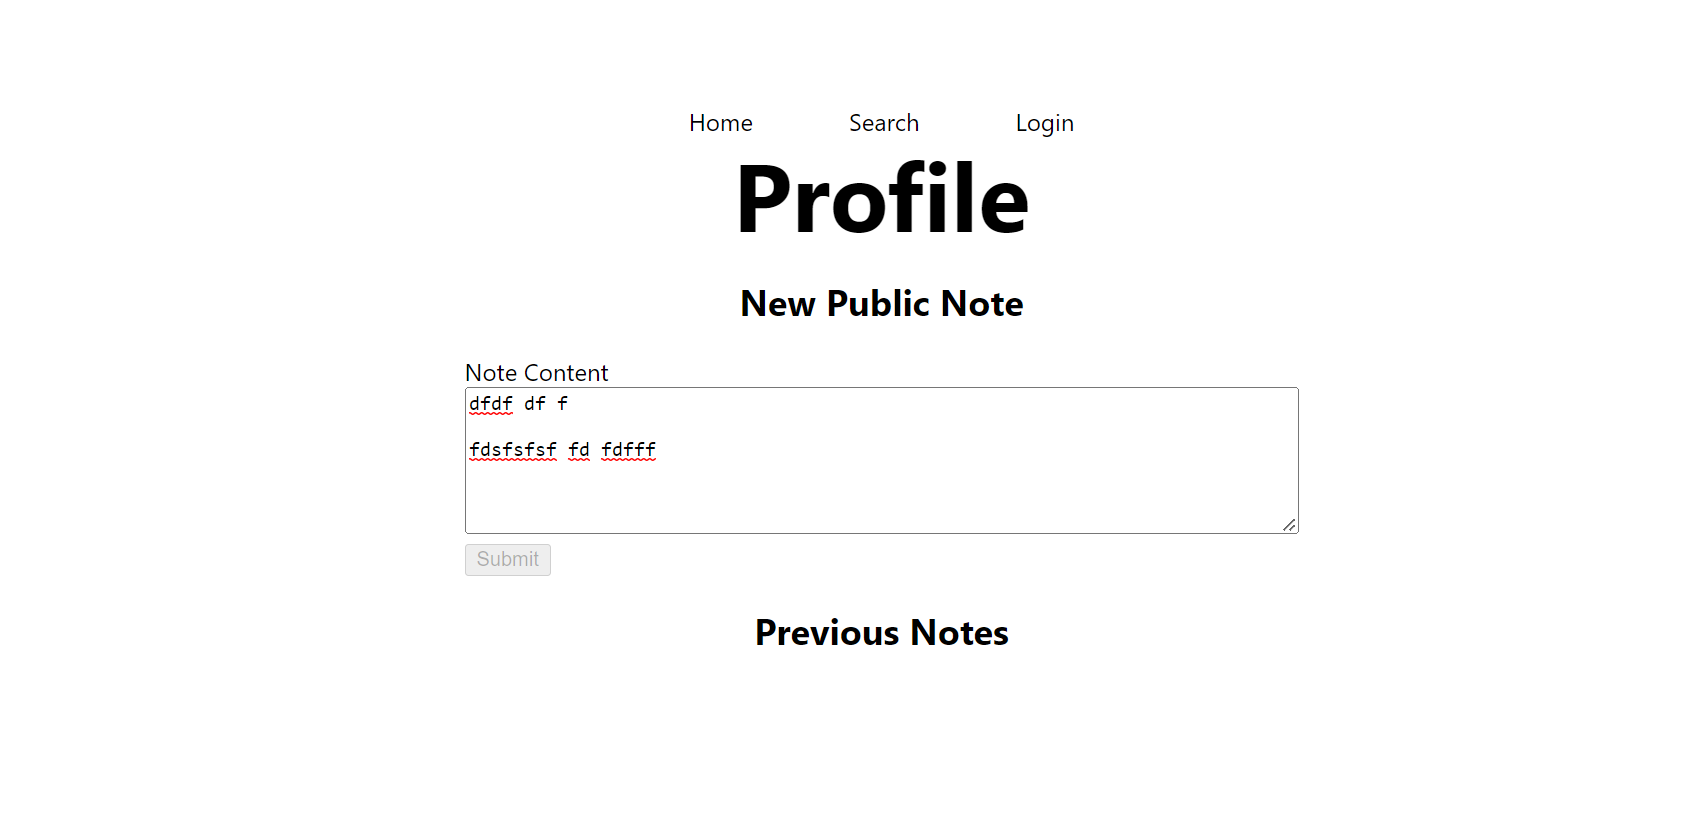 Home Search Login
Profile
New Public Note
Note Content
dfdf df f
fdsfsfsf fd fdfff
Submit
Previous Notes